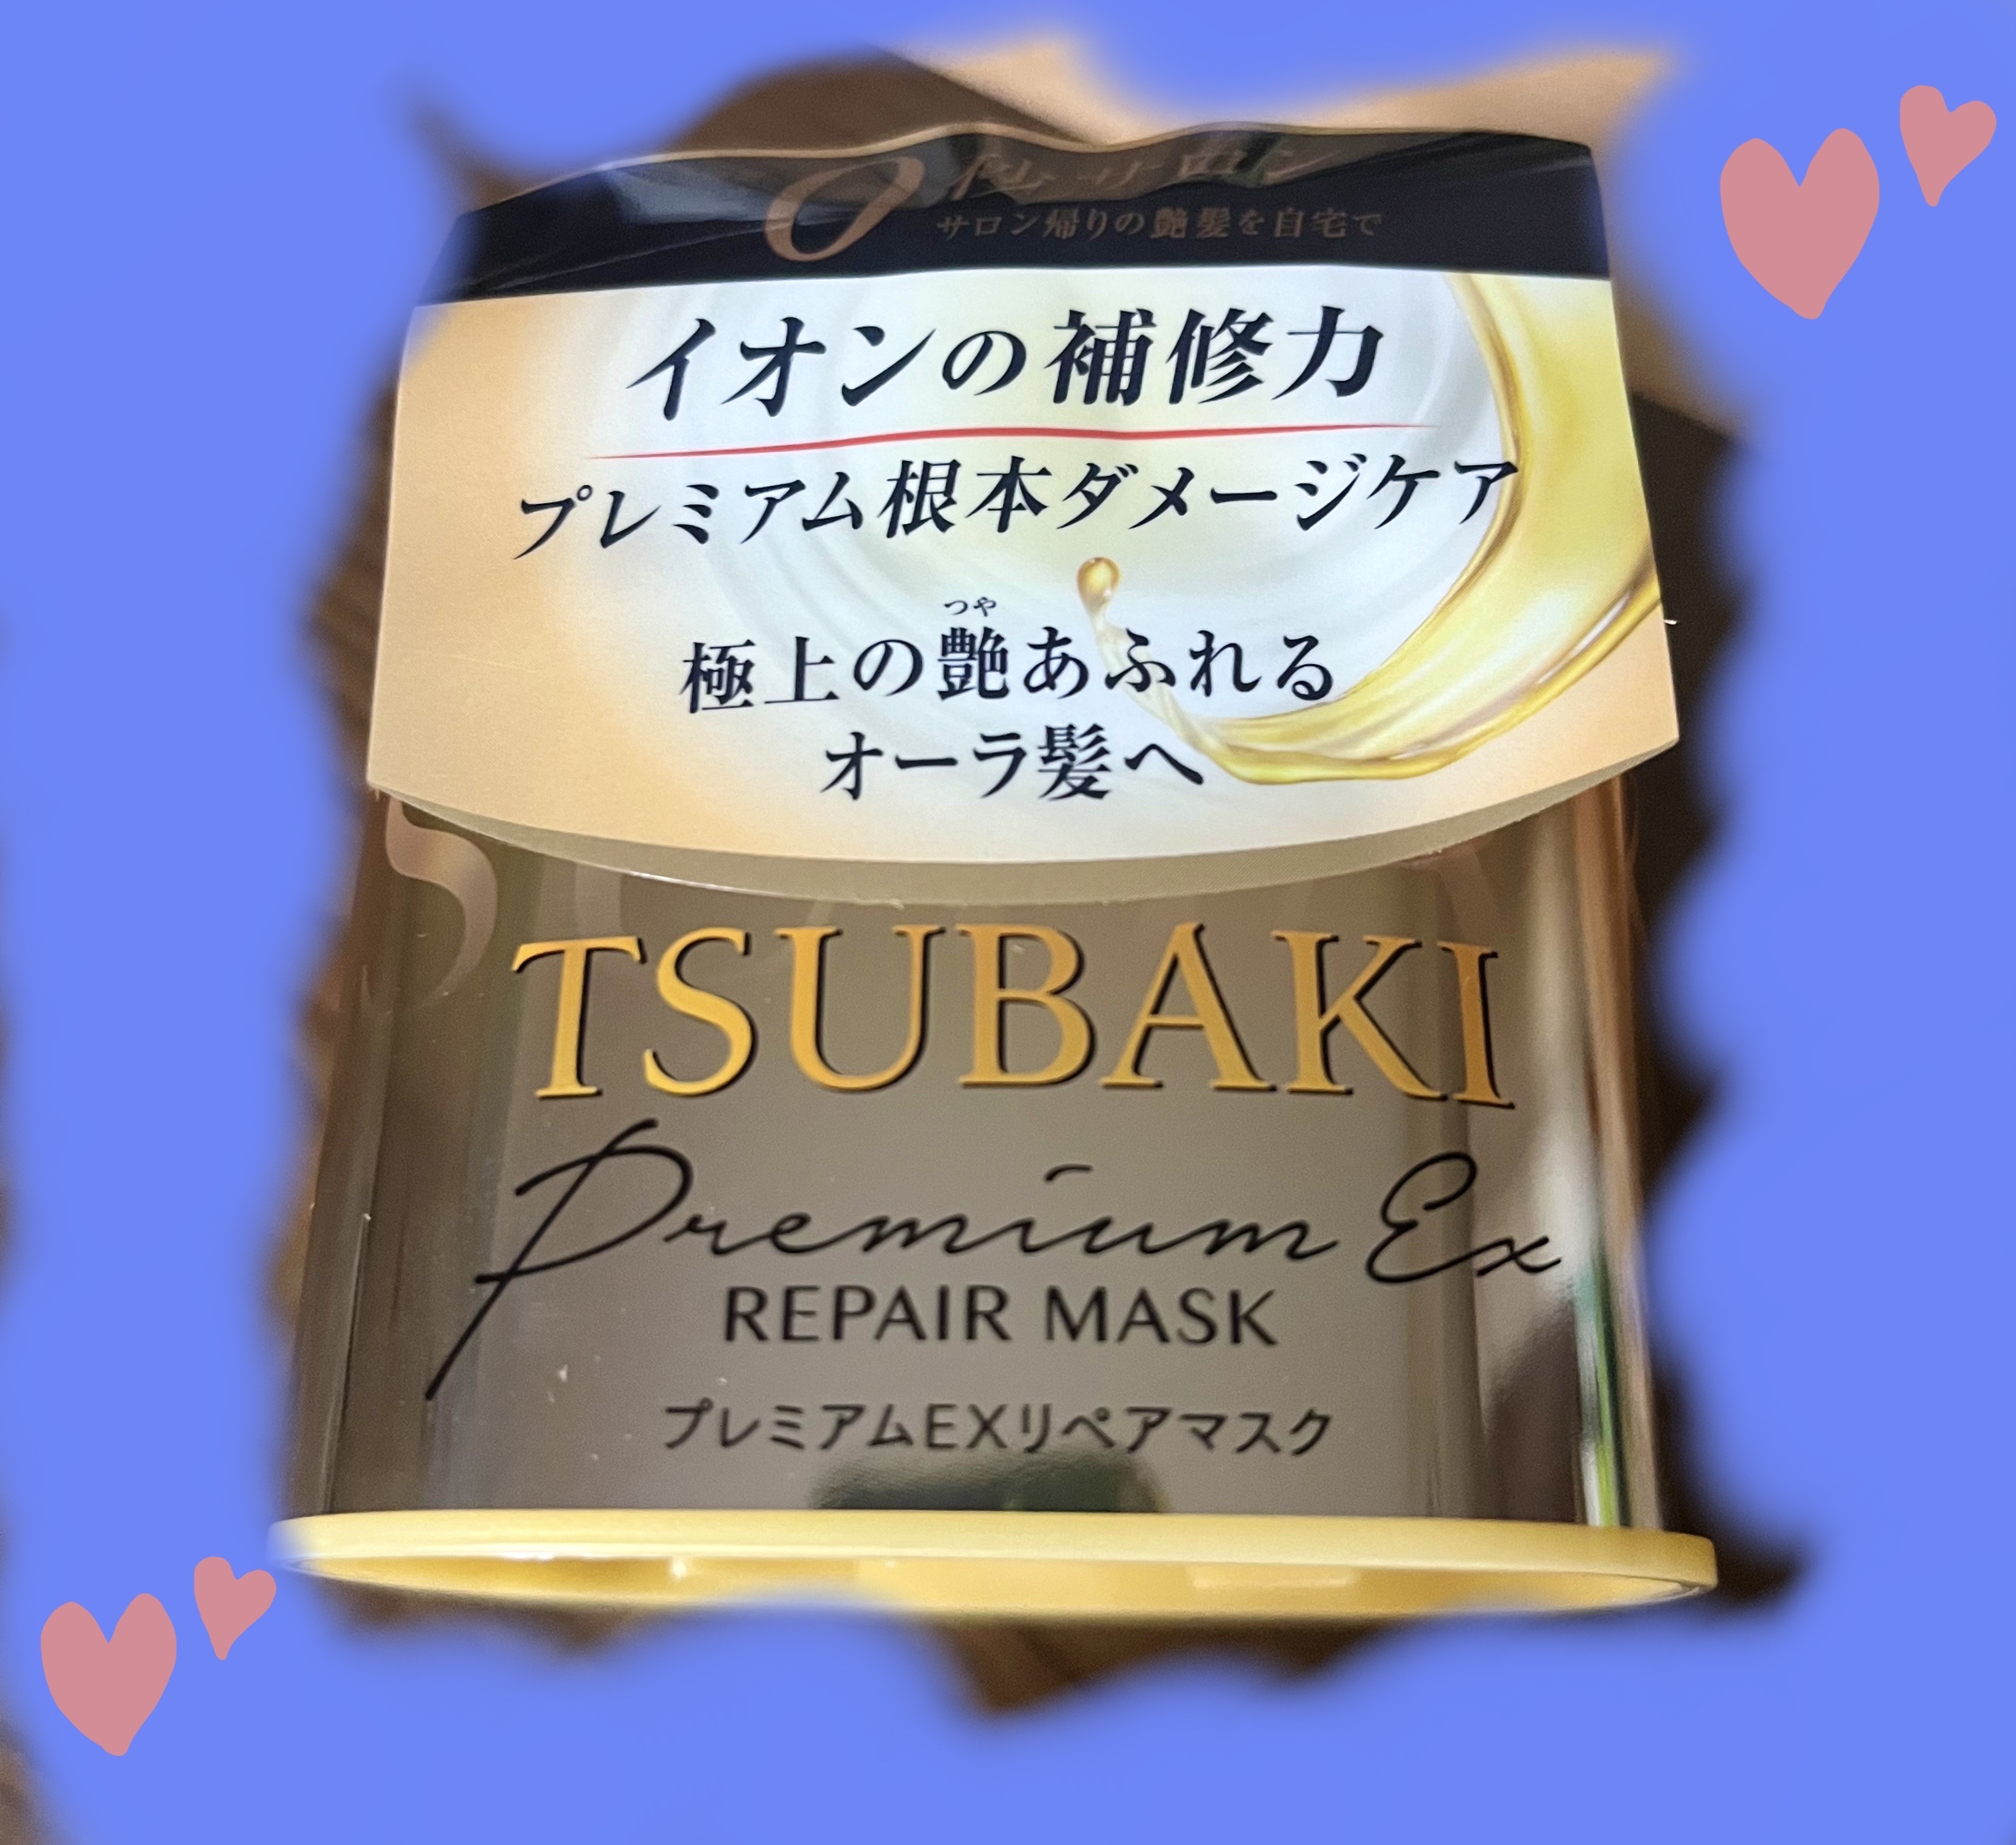 サロン帰りの艶髪を自宅で
イオンの補修力
プレミアム根本ダメージケア
つや
極上の艶あふれる
オーラ髪へ
TSUBAKI
Premium Ex
REPAIR MASK
プレミアムEXリペアマスク